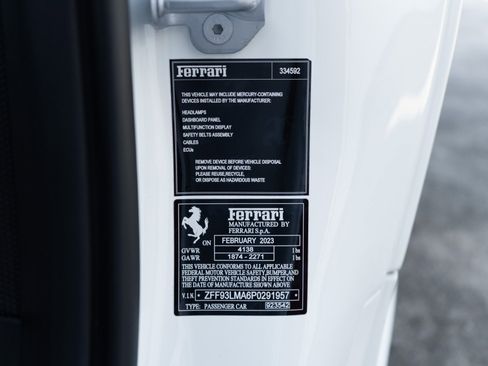 Ferrari 334592
THIS VEHICLE MAY INCLUDE MERCURY-CONTAINING
DEVICES INSTALLED BY THE MANUFACTURER:
HEADLAMPS
DASHBOARD PANEL
MULTIFUNCTION DISPLAY
SAFETY BELTS ASSEMBLY
CABLES
ECUs
REMOVE DEVICE BEFORE VEHICLE DISPOSAL
UPON REMOVAL OF DEVICES:
PLEASE REUSE,RECYCLE,
OR DISPOSE AS HAZARDOUS WASTE
Ferrari
MANUFACTURED BY
FERRARI S.p.A.
ON FEBRUARY 2023
GVWR 4138 lbs
GAWR 1874 - 2271 lbs
THIS VEHICLE CONFORMS TO ALL APPLICABLE
FEDERAL MOTOR VEHICLE SAFETY, BUMPER, AND
THEFT PREVENTION STANDARDS IN EFFECT ON
THE DATE OF MANUFACTURE SHOWN ABOVE
V.I.N. * ZFF93LMA6P0291957 *
TYPE: PASSENGER CAR 923542